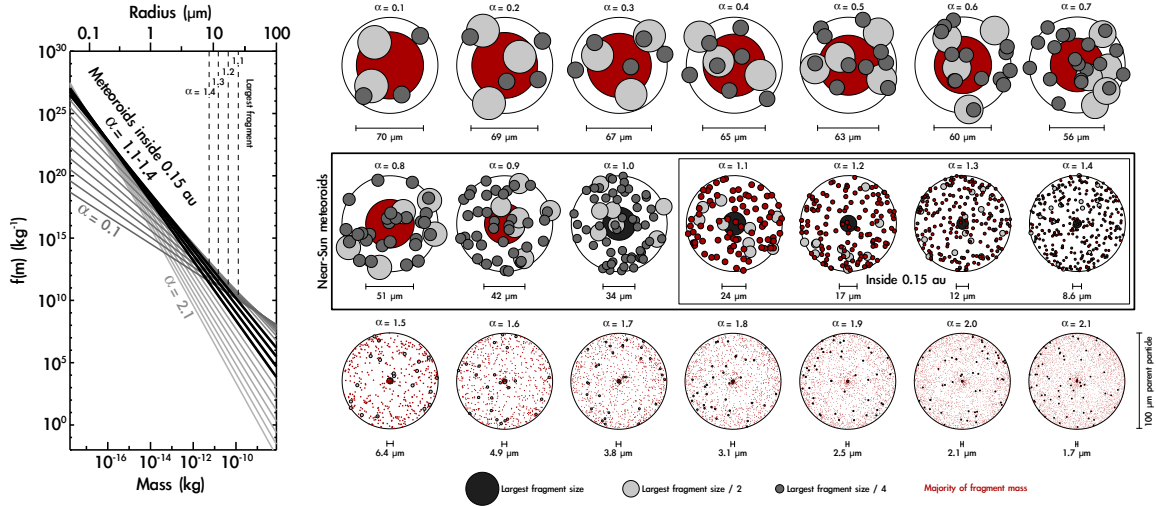 Radius (μm)
0.1 1 10 100
10^30
10^25
10^20
10^15
10^10
10^5
10^0
f(m) (kg^-1)
Meteoroids inside 0.15 au
α = 1.1-1.4
α = 0.1
α = 2.1
α = 1.4
1.3
1.2
1.1
Largest fragment
10^-16 10^-14 10^-12 10^-10
Mass (kg)
α = 0.1 α = 0.2 α = 0.3 α = 0.4 α = 0.5 α = 0.6 α = 0.7
70 μm 69 μm 67 μm 65 μm 63 μm 60 μm 56 μm
Near-Sun meteoroids
α = 0.8 α = 0.9 α = 1.0 α = 1.1 α = 1.2 α = 1.3 α = 1.4
Inside 0.15 au
51 μm 42 μm 34 μm 24 μm 17 μm 12 μm 8.6 μm
α = 1.5 α = 1.6 α = 1.7 α = 1.8 α = 1.9 α = 2.0 α = 2.1
100 μm parent particle
6.4 μm 4.9 μm 3.8 μm 3.1 μm 2.5 μm 2.1 μm 1.7 μm
Largest fragment size Largest fragment size / 2 Largest fragment size / 4 Majority of fragment mass